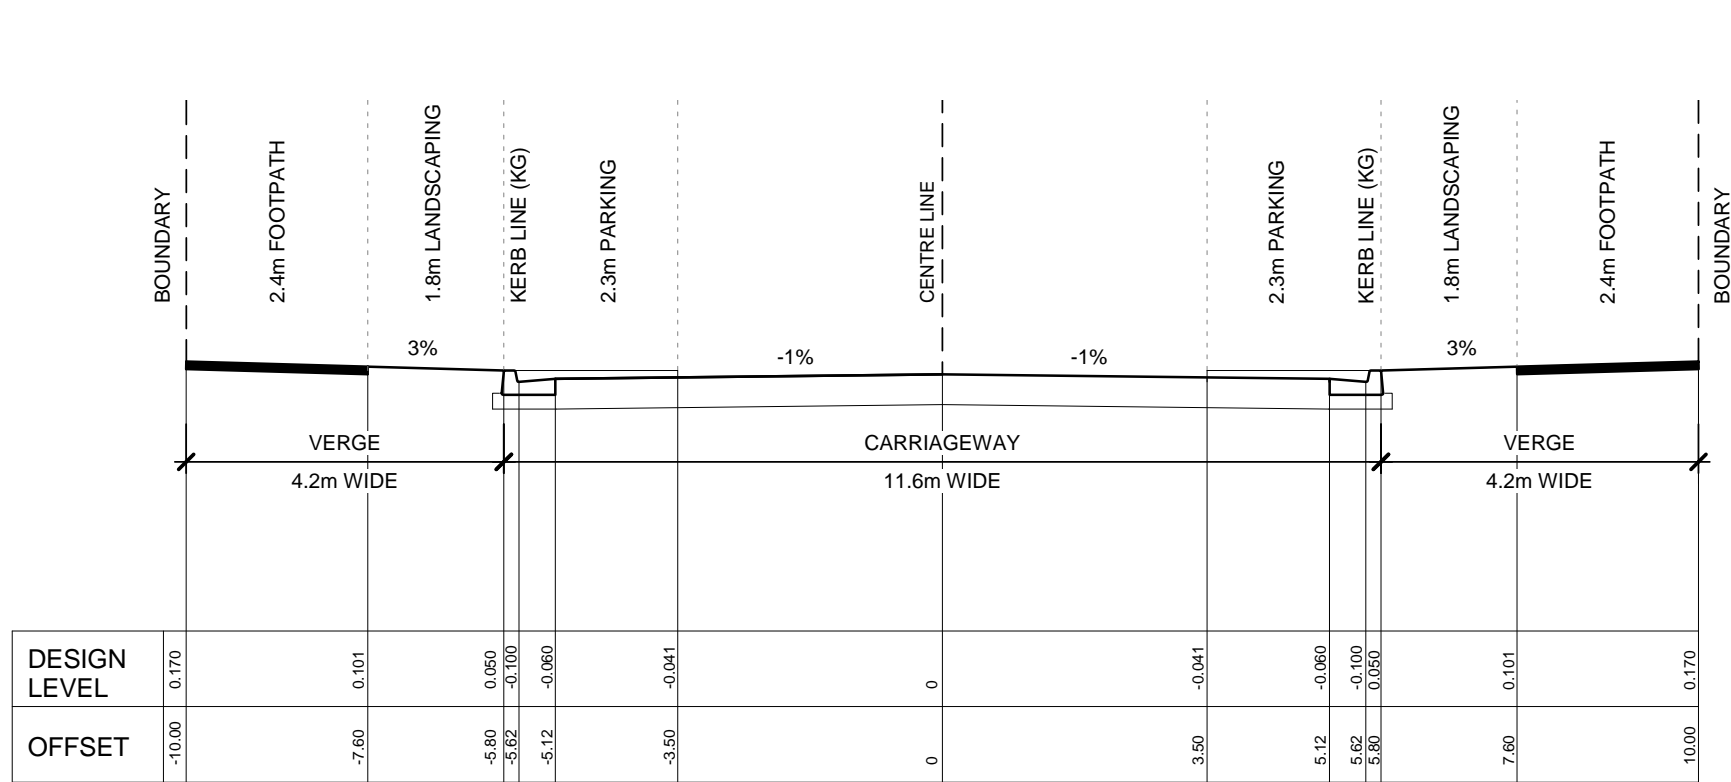 BOUNDARY
2.4m FOOTPATH
1.8m LANDSCAPING
KERB LINE (KG)
2.3m PARKING
CENTRE LINE
2.3m PARKING
KERB LINE (KG)
1.8m LANDSCAPING
2.4m FOOTPATH
BOUNDARY
3%
-1%
-1%
3%
VERGE
CARRIAGEWAY
VERGE
4.2m WIDE
11.6m WIDE
4.2m WIDE
DESIGN
LEVEL
0.170
0.101
0.050
-0.100
-0.060
-0.041
0
-0.041
-0.060
-0.100
0.050
0.101
0.170
OFFSET
-10.00
-7.60
-5.80
-5.62
-5.12
-3.50
0
3.50
5.12
5.62
5.80
7.60
10.00